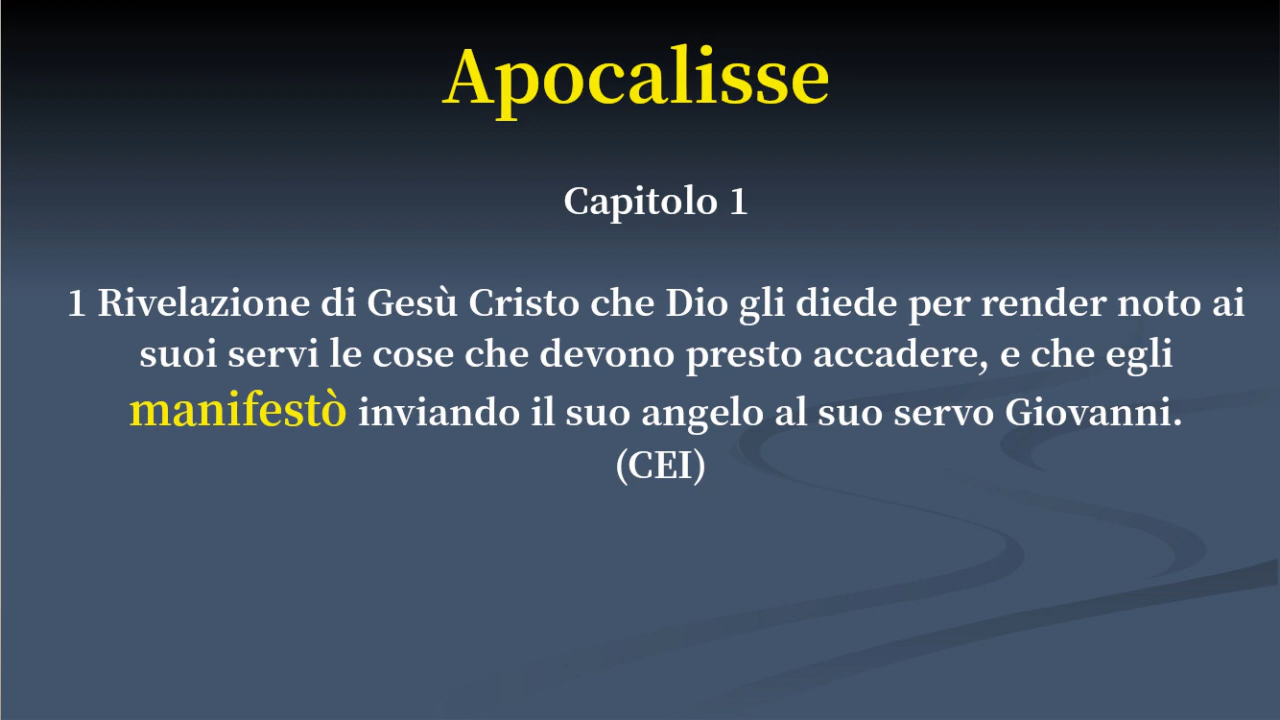 Apocalisse
Capitolo 1
1 Rivelazione di Gesù Cristo che Dio gli diede per render noto ai
suoi servi le cose che devono presto accadere, e che egli
manifestò inviando il suo angelo al suo servo Giovanni.
(CEI)